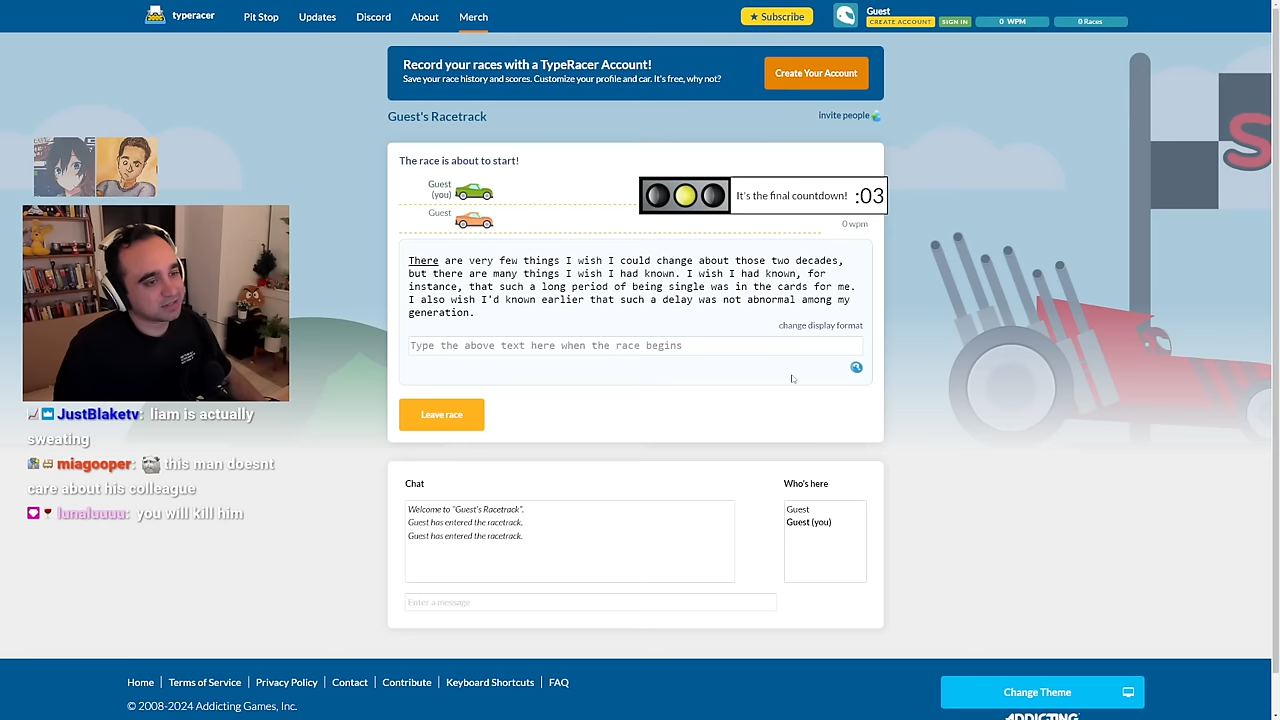 typeracer
Pit Stop
Updates
Discord
About
Merch
★ Subscribe
Guest
CREATE ACCOUNT
SIGN IN
0 WPM
0 Races
Record your races with a TypeRacer Account!
Save your race history and scores. Customize your profile and car. It's free, why not?
Create Your Account
Guest's Racetrack
invite people
The race is about to start!
Guest
(you)
It's the final countdown! :03
Guest
0 wpm
There are very few things I wish I could change about those two decades,
but there are many things I wish I had known. I wish I had known, for
instance, that such a long period of being single was in the cards for me.
I also wish I'd known earlier that such a delay was not abnormal among my
generation.
change display format
Type the above text here when the race begins
Leave race
JustBlaketv: liam is actually
sweating
miagooper: this man doesnt
care about his colleague
lunaluuuu: you will kill him
Chat
Welcome to "Guest's Racetrack".
Guest has entered the racetrack.
Guest has entered the racetrack.
Enter a message
Who's here
Guest
Guest (you)
Home
Terms of Service
Privacy Policy
Contact
Contribute
Keyboard Shortcuts
FAQ
© 2008-2024 Addicting Games, Inc.
Change Theme
ADDICTING
S